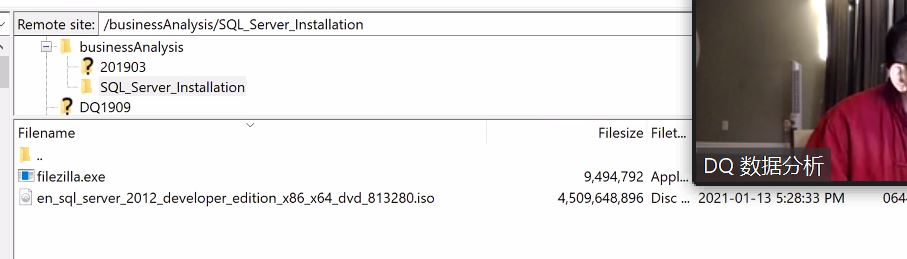 Remote site: /businessAnalysis/SQL_Server_Installation
businessAnalysis
? 201903
SQL_Server_Installation
? DQ1909
Filename Filesize Filet...
..
filezilla.exe 9,494,792 Appl...
en_sql_server_2012_developer_edition_x86_x64_dvd_813280.iso 4,509,648,896 Disc ... 2021-01-13 5:28:33 PM 064
DQ 数据分析